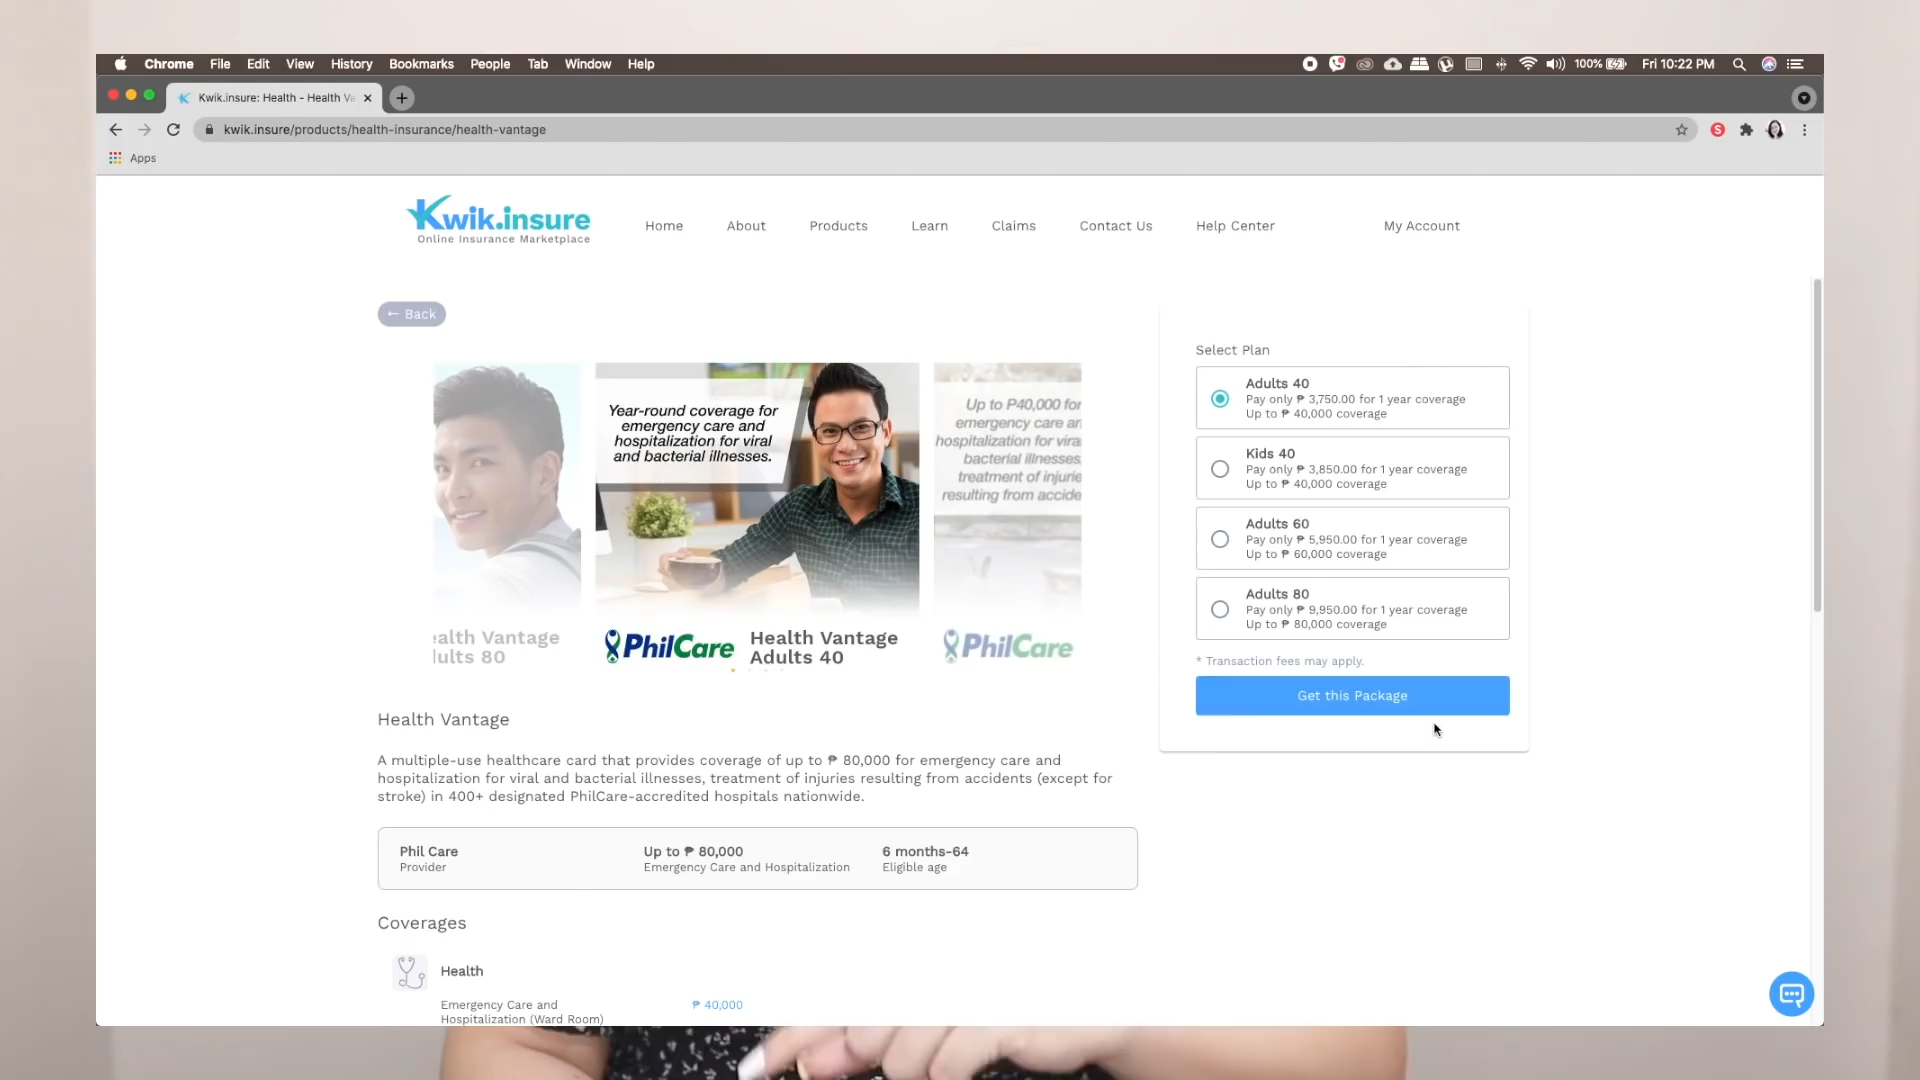 Chrome File Edit View History Bookmarks People Tab Window Help
100% Fri 10:22 PM
Kwik.insure: Health - Health Va
kwik.insure/products/health-insurance/health-vantage
S
Apps
Kwik.insure
Online Insurance Marketplace
Home About Products Learn Claims Contact Us Help Center My Account
← Back
Year-round coverage for
emergency care and
hospitalization for viral
and bacterial illnesses.
Up to P40,000 for
emergency care an
hospitalization for vira
bacterial illnesses,
treatment of injurie
resulting from accide
ealth Vantage
dults 80
PhilCare
Health Vantage
Adults 40
PhilCare
Select Plan
Adults 40
Pay only ₱ 3,750.00 for 1 year coverage
Up to ₱ 40,000 coverage
Kids 40
Pay only ₱ 3,850.00 for 1 year coverage
Up to ₱ 40,000 coverage
Adults 60
Pay only ₱ 5,950.00 for 1 year coverage
Up to ₱ 60,000 coverage
Adults 80
Pay only ₱ 9,950.00 for 1 year coverage
Up to ₱ 80,000 coverage
* Transaction fees may apply.
Get this Package
Health Vantage
A multiple-use healthcare card that provides coverage of up to ₱ 80,000 for emergency care and
hospitalization for viral and bacterial illnesses, treatment of injuries resulting from accidents (except for
stroke) in 400+ designated PhilCare-accredited hospitals nationwide.
Phil Care
Provider
Up to ₱ 80,000
Emergency Care and Hospitalization
6 months-64
Eligible age
Coverages
Health
Emergency Care and
Hospitalization (Ward Room)
₱ 40,000